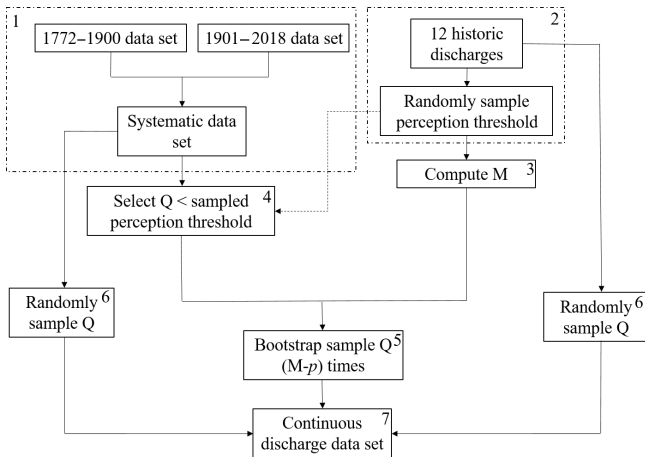 1
1772–1900 data set
1901–2018 data set
Systematic data
set
2
12 historic
discharges
Randomly sample
perception threshold
3
Compute M
4
Select Q < sampled
perception threshold
6
Randomly
sample Q
5
Bootstrap sample Q
(M-p) times
6
Randomly
sample Q
7
Continuous
discharge data set